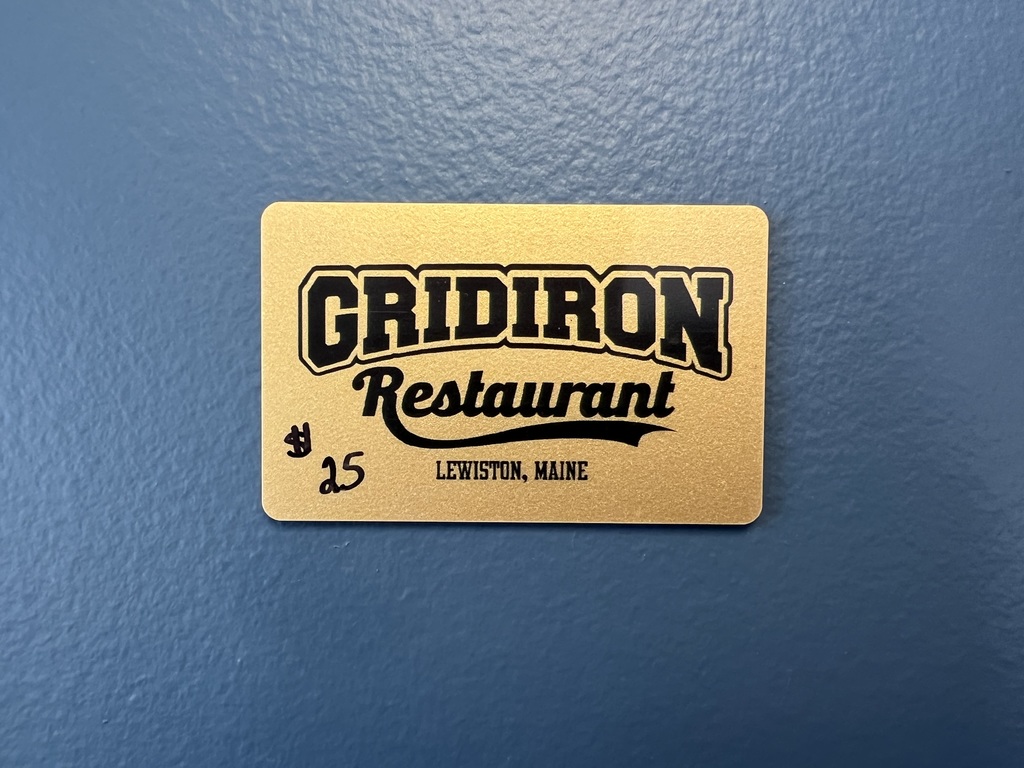 GRIDIRON
Restaurant
LEWISTON, MAINE
$
25